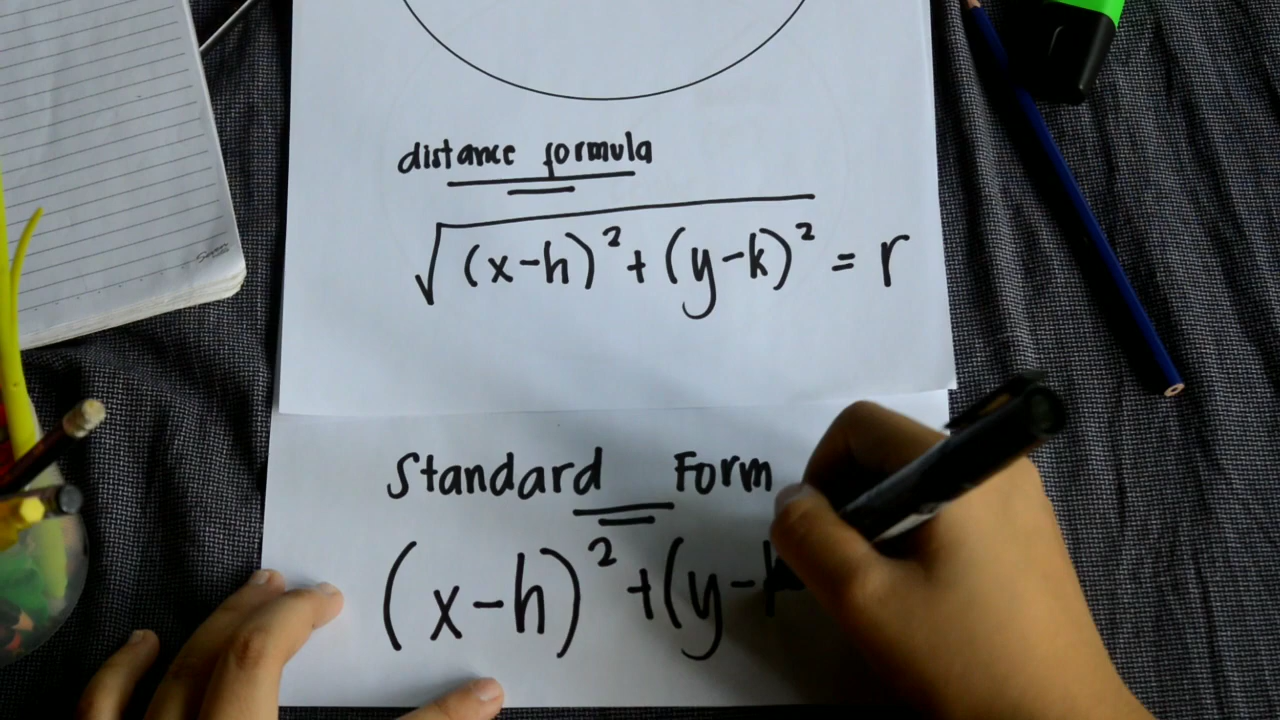 distance formula
√(x-h)² + (y-k)² = r
Standard Form
(x-h)² + (y-k